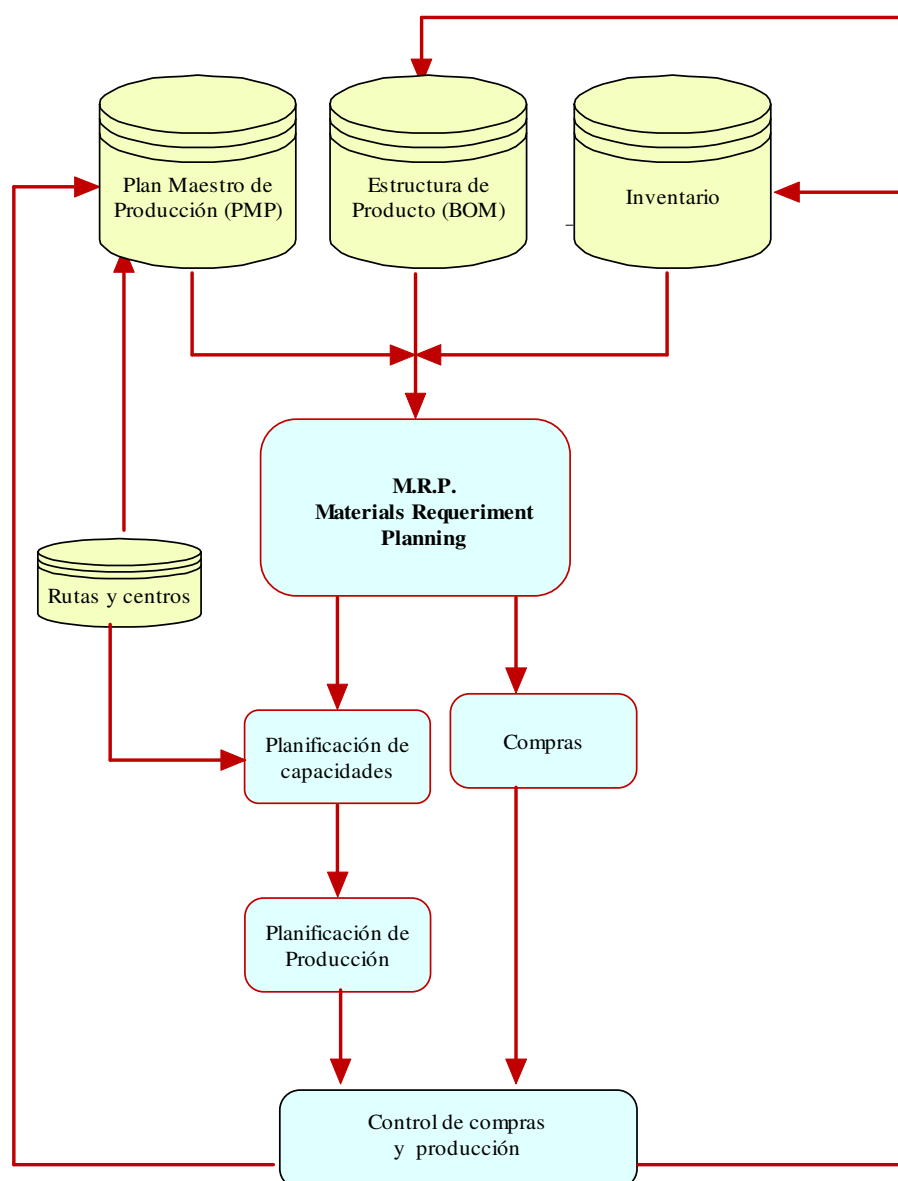 Plan Maestro de
Producción (PMP)
Estructura de
Producto (BOM)
Inventario
M.R.P.
Materials Requeriment
Planning
Rutas y centros
Planificación de
capacidades
Compras
Planificación de
Producción
Control de compras
y producción